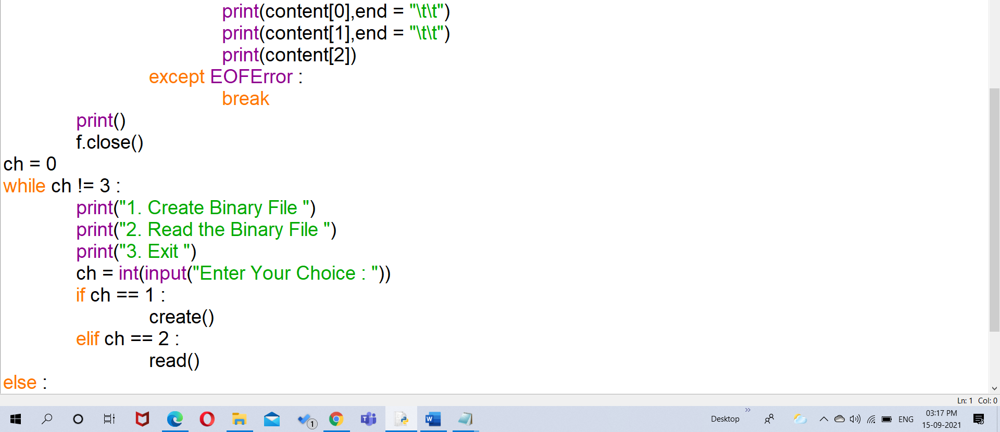 print(content[0],end = "\t\t")
print(content[1],end = "\t\t")
print(content[2])
except EOFError :
break
print()
f.close()
ch = 0
while ch != 3 :
print("1. Create Binary File ")
print("2. Read the Binary File ")
print("3. Exit ")
ch = int(input("Enter Your Choice : "))
if ch == 1 :
create()
elif ch == 2 :
read()
else :
Ln: 1 Col: 0
1
Desktop
ENG
03:17 PM
15-09-2021